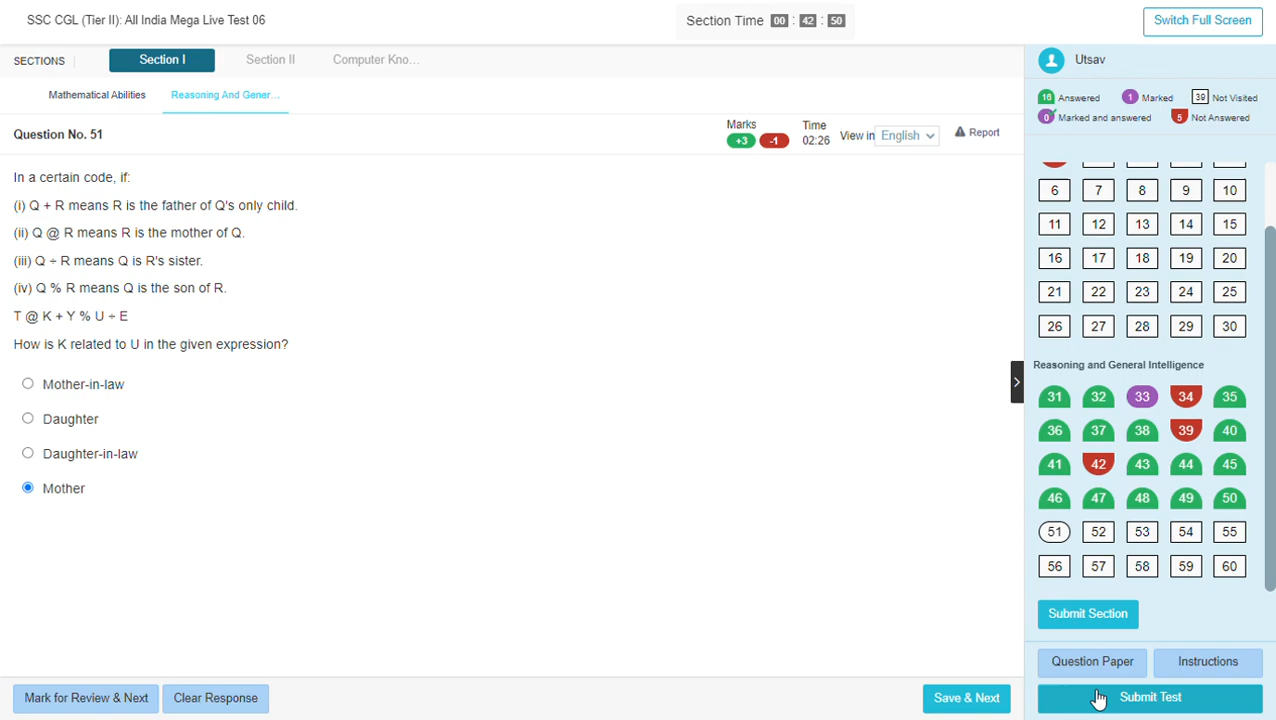 SSC CGL (Tier II): All India Mega Live Test 06
Section Time 00 : 42 : 50
Switch Full Screen
SECTIONS
Section I
Section II
Computer Kno...
Utsav
Mathematical Abilities
Reasoning And Gener...
16 Answered
1 Marked
39 Not Visited
0 Marked and answered
5 Not Answered
Question No. 51
Marks
+3 -1
Time
02:26
View in English
Report
In a certain code, if:
(i) Q + R means R is the father of Q's only child.
(ii) Q @ R means R is the mother of Q.
(iii) Q ÷ R means Q is R's sister.
(iv) Q % R means Q is the son of R.
T @ K + Y % U ÷ E
How is K related to U in the given expression?
Mother-in-law
Daughter
Daughter-in-law
Mother
6 7 8 9 10
11 12 13 14 15
16 17 18 19 20
21 22 23 24 25
26 27 28 29 30
Reasoning and General Intelligence
31 32 33 34 35
36 37 38 39 40
41 42 43 44 45
46 47 48 49 50
51 52 53 54 55
56 57 58 59 60
Submit Section
Question Paper
Instructions
Mark for Review & Next
Clear Response
Save & Next
Submit Test